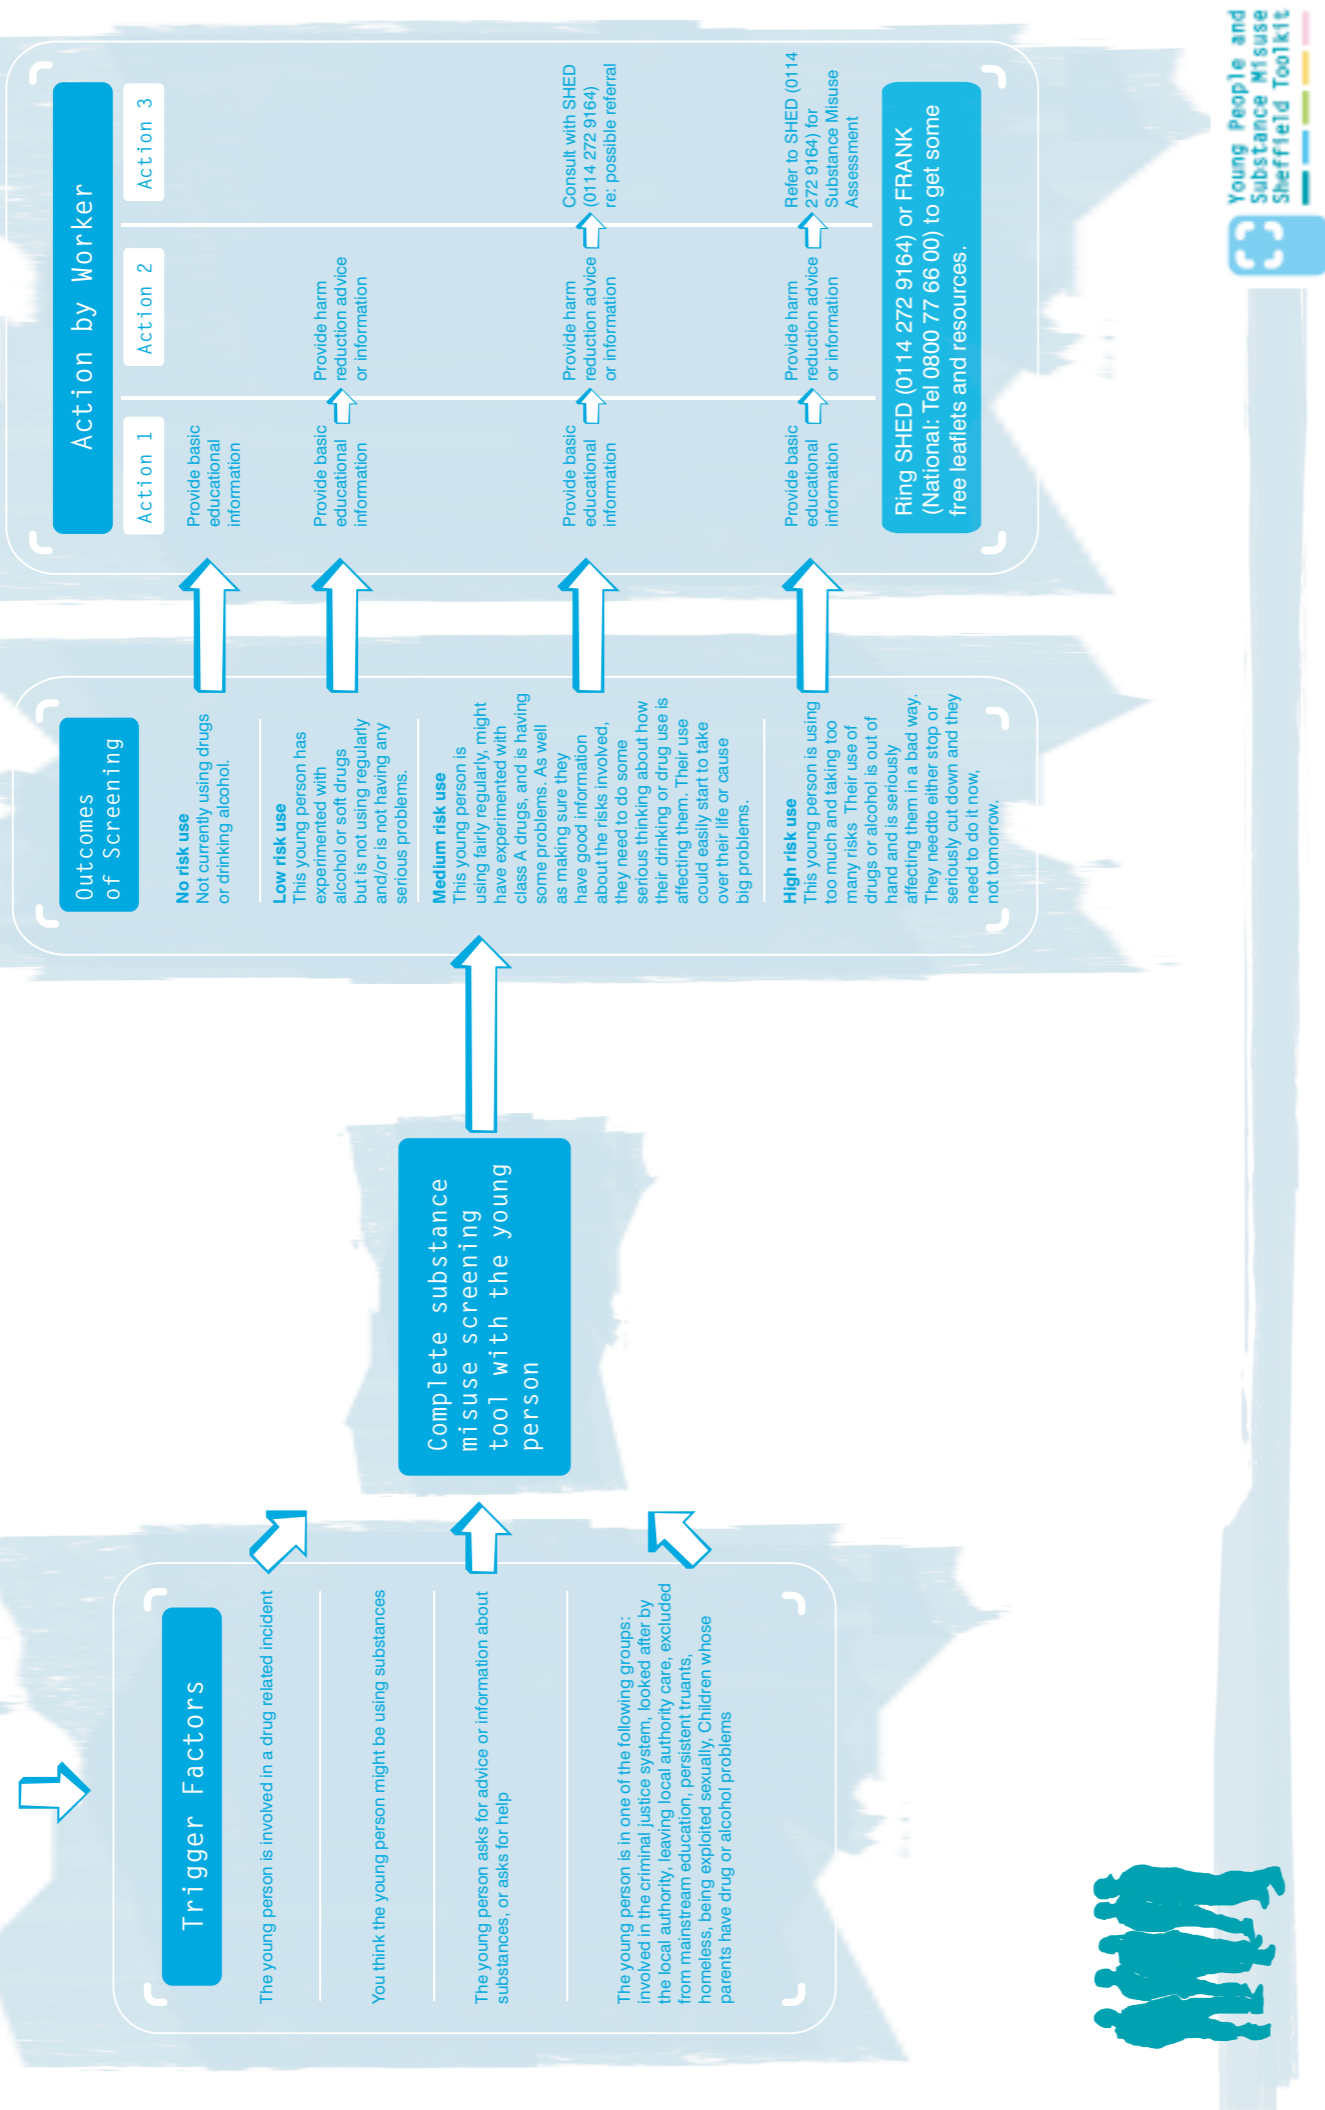 Trigger Factors
The young person is involved in a drug related incident
You think the young person might be using substances
The young person asks for advice or information about
substances, or asks for help
The young person is in one of the following groups:
involved in the criminal justice system, looked after by
the local authority, leaving local authority care, excluded
from mainstream education, persistent truants,
homeless, being exploited sexually, Children whose
parents have drug or alcohol problems
Complete substance
misuse screening
tool with the young
person
Outcomes
of Screening
No risk use
Not currently using drugs
or drinking alcohol.
Low risk use
This young person has
experimented with
alcohol or soft drugs
but is not using regularly
and/or is not having any
serious problems.
Medium risk use
This young person is
using fairly regularly, might
have experimented with
class A drugs, and is having
some problems. As well
as making sure they
have good information
about the risks involved,
they need to do some
serious thinking about how
their drinking or drug use is
affecting them. Their use
could easily start to take
over their life or cause
big problems.
High risk use
This young person is using
too much and taking too
many risks  Their use of
drugs or alcohol is out of
hand and is seriously
affecting them in a bad way.
They needto either stop or
seriously cut down and they
need to do it now,
not tomorrow.
Action by Worker
Action 1
Action 2
Action 3
Provide basic
educational
information
Provide basic
educational
information
Provide harm
reduction advice
or information
Provide basic
educational
information
Provide harm
reduction advice
or information
Consult with SHED
(0114 272 9164)
re: possible referral
Provide basic
educational
information
Provide harm
reduction advice
or information
Refer to SHED (0114
272 9164) for
Substance Misuse
Assessment
Ring SHED (0114 272 9164) or FRANK
(National: Tel 0800 77 66 00) to get some
free leaflets and resources.
Young People and
Substance Misuse
Sheffield Toolkit